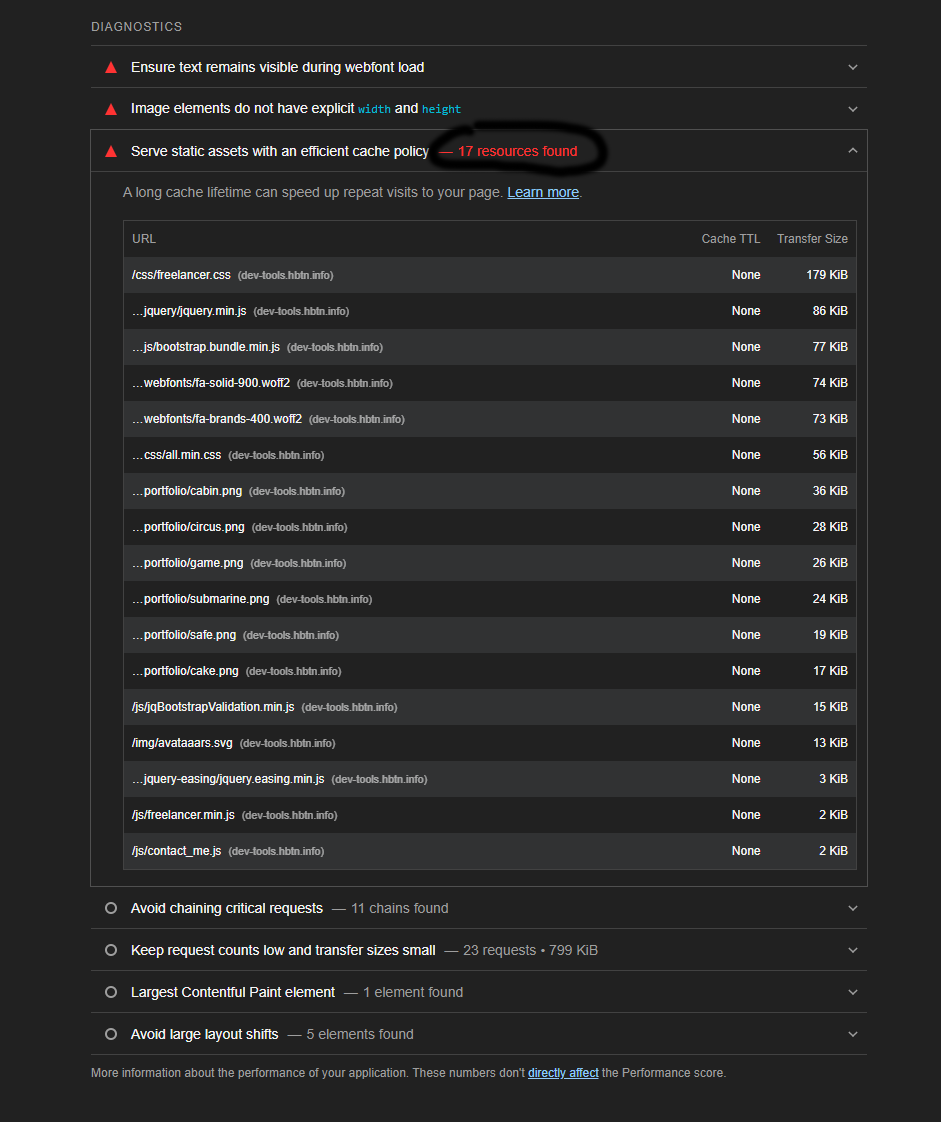 DIAGNOSTICS
Ensure text remains visible during webfont load
Image elements do not have explicit width and height
Serve static assets with an efficient cache policy — 17 resources found
A long cache lifetime can speed up repeat visits to your page. Learn more.
URL Cache TTL Transfer Size
/css/freelancer.css (dev-tools.hbtn.info) None 179 KiB
…jquery/jquery.min.js (dev-tools.hbtn.info) None 86 KiB
…js/bootstrap.bundle.min.js (dev-tools.hbtn.info) None 77 KiB
…webfonts/fa-solid-900.woff2 (dev-tools.hbtn.info) None 74 KiB
…webfonts/fa-brands-400.woff2 (dev-tools.hbtn.info) None 73 KiB
…css/all.min.css (dev-tools.hbtn.info) None 56 KiB
…portfolio/cabin.png (dev-tools.hbtn.info) None 36 KiB
…portfolio/circus.png (dev-tools.hbtn.info) None 28 KiB
…portfolio/game.png (dev-tools.hbtn.info) None 26 KiB
…portfolio/submarine.png (dev-tools.hbtn.info) None 24 KiB
…portfolio/safe.png (dev-tools.hbtn.info) None 19 KiB
…portfolio/cake.png (dev-tools.hbtn.info) None 17 KiB
/js/jqBootstrapValidation.min.js (dev-tools.hbtn.info) None 15 KiB
/img/avataaars.svg (dev-tools.hbtn.info) None 13 KiB
…jquery-easing/jquery.easing.min.js (dev-tools.hbtn.info) None 3 KiB
/js/freelancer.min.js (dev-tools.hbtn.info) None 2 KiB
/js/contact_me.js (dev-tools.hbtn.info) None 2 KiB
Avoid chaining critical requests — 11 chains found
Keep request counts low and transfer sizes small — 23 requests • 799 KiB
Largest Contentful Paint element — 1 element found
Avoid large layout shifts — 5 elements found
More information about the performance of your application. These numbers don't directly affect the Performance score.